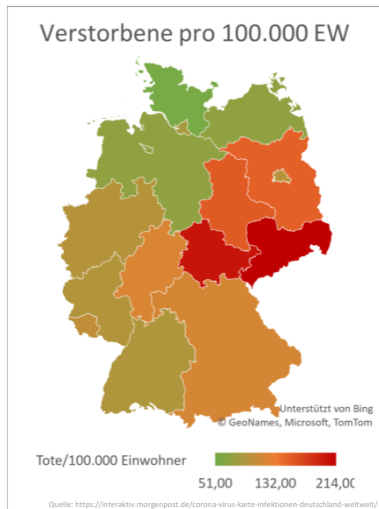 Verstorbene pro 100.000 EW
Unterstützt von Bing
© GeoNames, Microsoft, TomTom
Tote/100.000 Einwohner
51,00 132,00 214,00
Quelle: https://interaktiv.morgenpost.de/corona-virus-karte-infektionen-deutschland-weltweit/